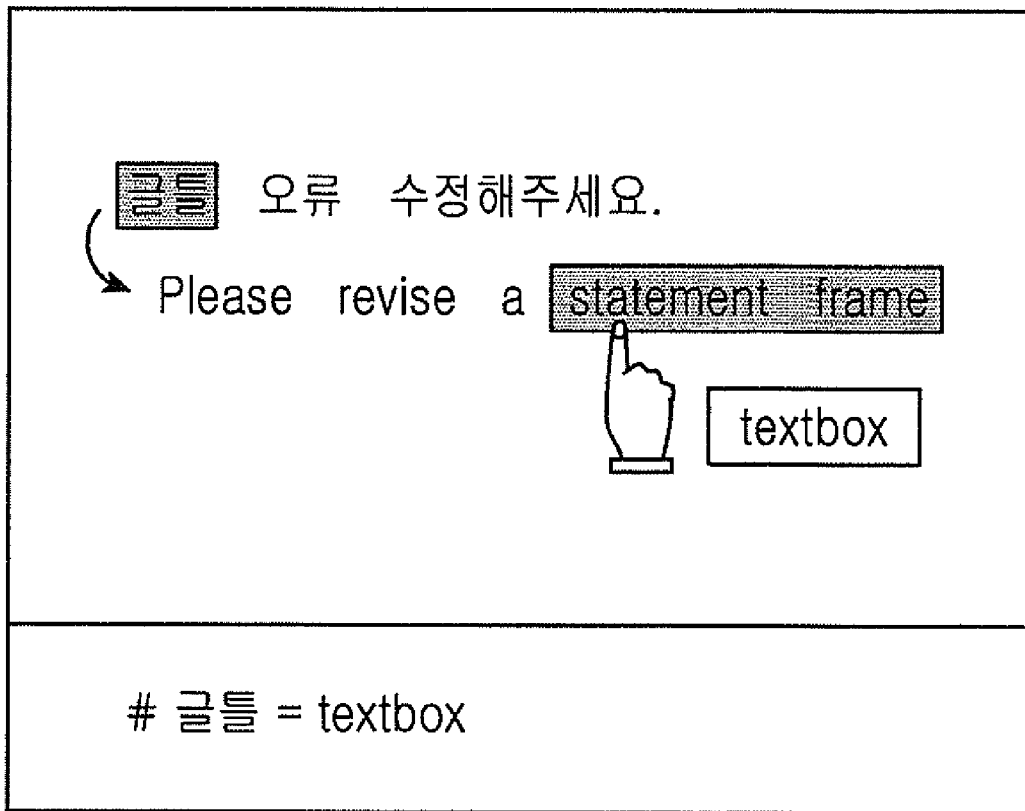 글틀 오류 수정해주세요.
Please revise a statement frame
textbox
# 글틀 = textbox